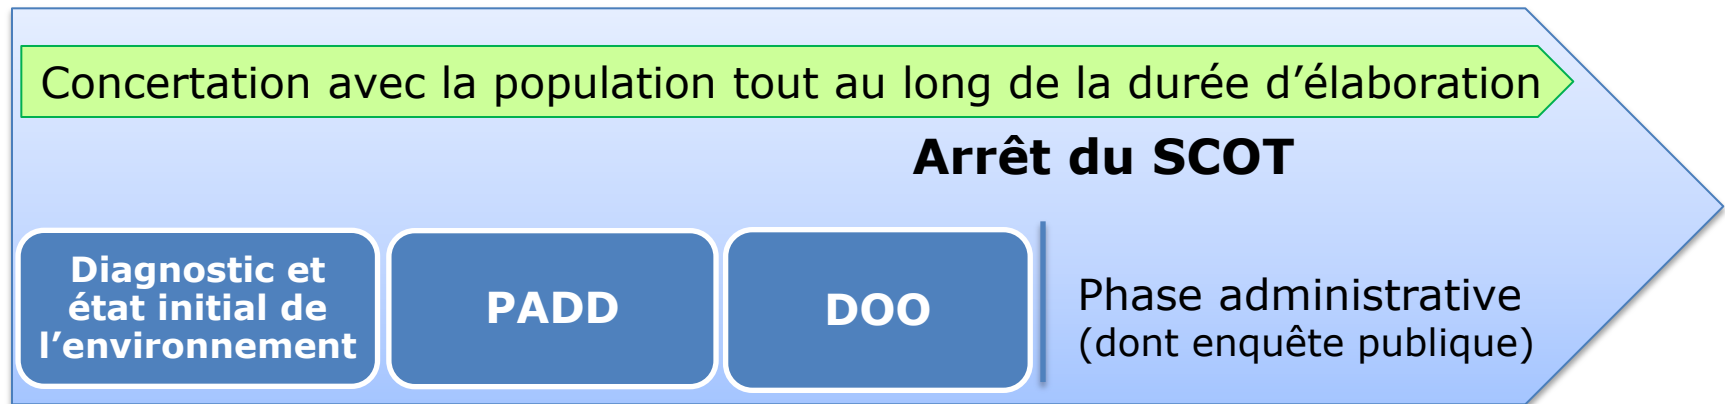 Concertation avec la population tout au long de la durée d’élaboration
Arrêt du SCOT
Diagnostic et
état initial de
l’environnement
PADD
DOO
Phase administrative
(dont enquête publique)